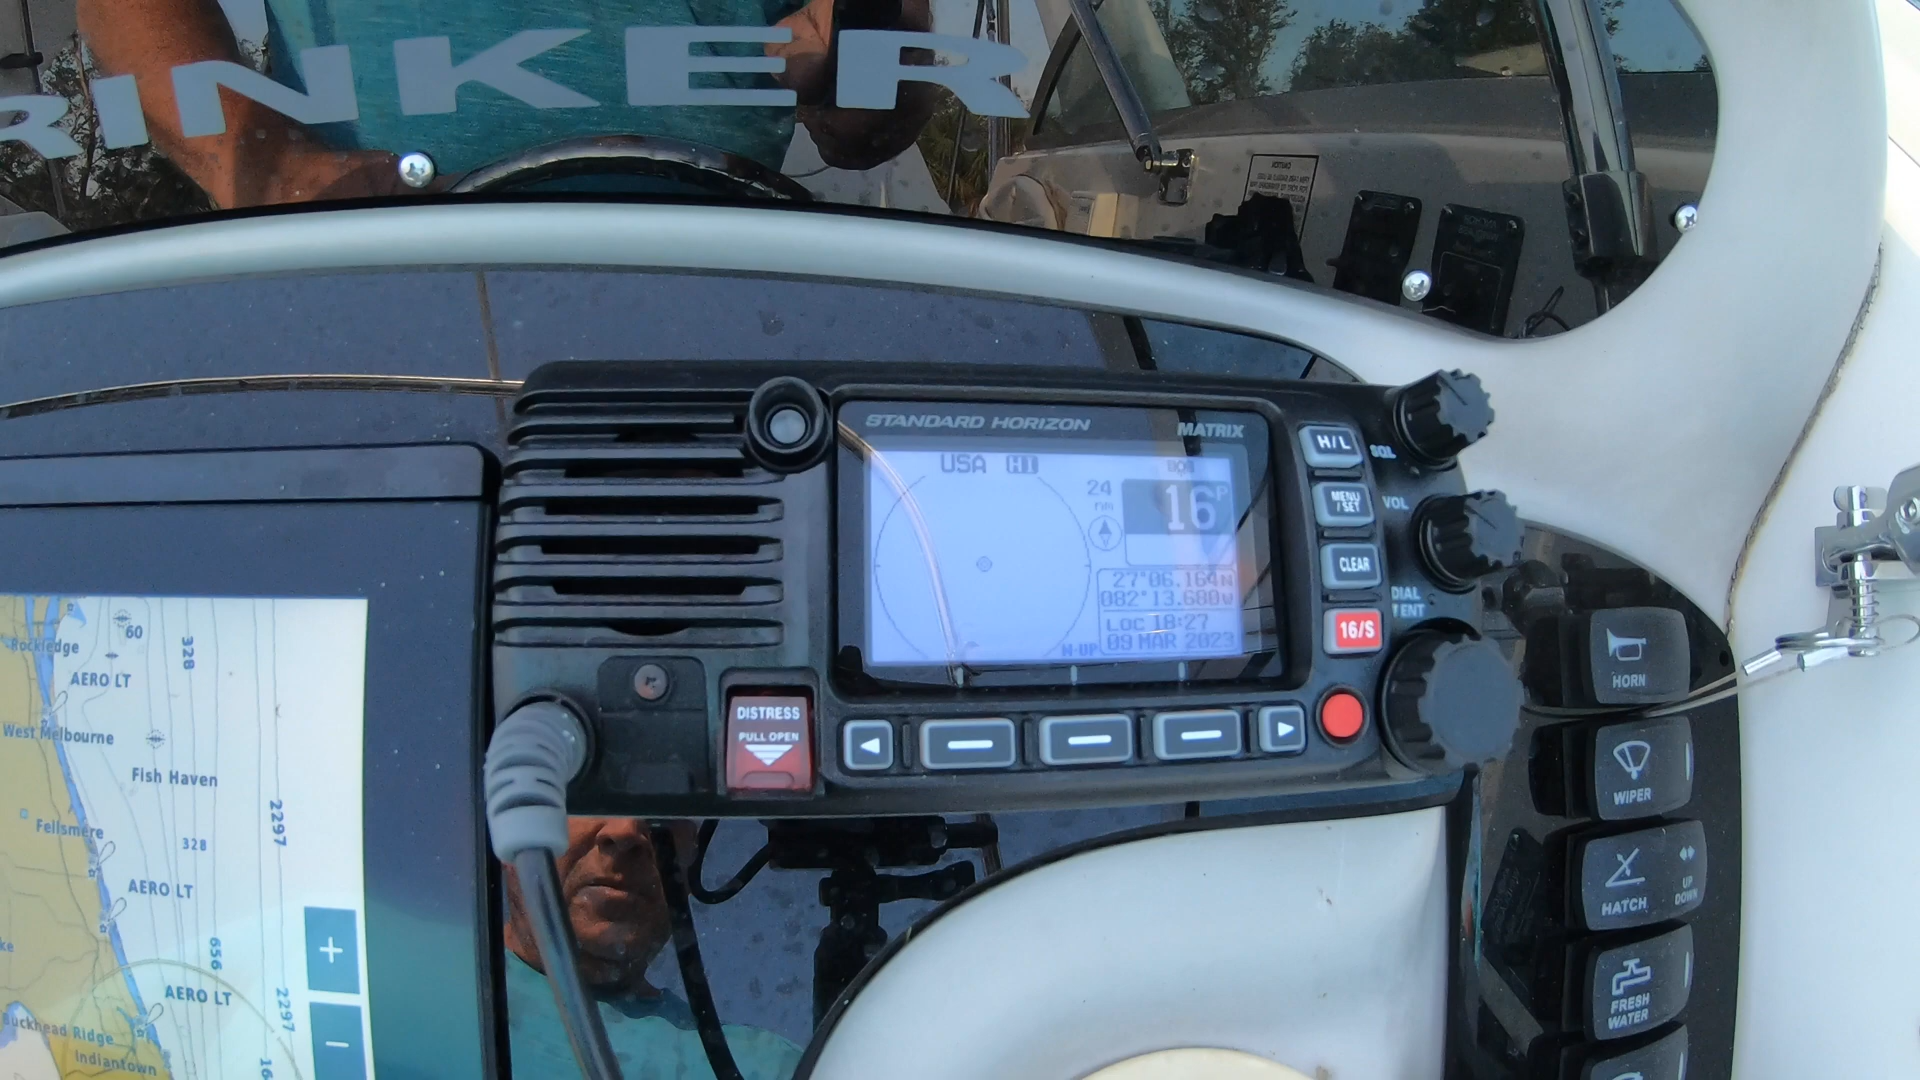 RINKER
STANDARD HORIZON
MATRIX
USA HI
24
nm
16P
27°06.164N
082°13.680W
LOC 18:27
09 MAR 2023
N-UP
H/L
SQL
MENU
/SET
VOL
CLEAR
DIAL
/ENT
16/S
DISTRESS
PULL OPEN
HORN
WIPER
HATCH
UP
DOWN
FRESH
WATER
60
328
Rockledge
AERO LT
West Melbourne
Fish Haven
2297
Fellsmere
328
AERO LT
656
AERO LT
2297
Buckhead Ridge
Indiantown
+
−